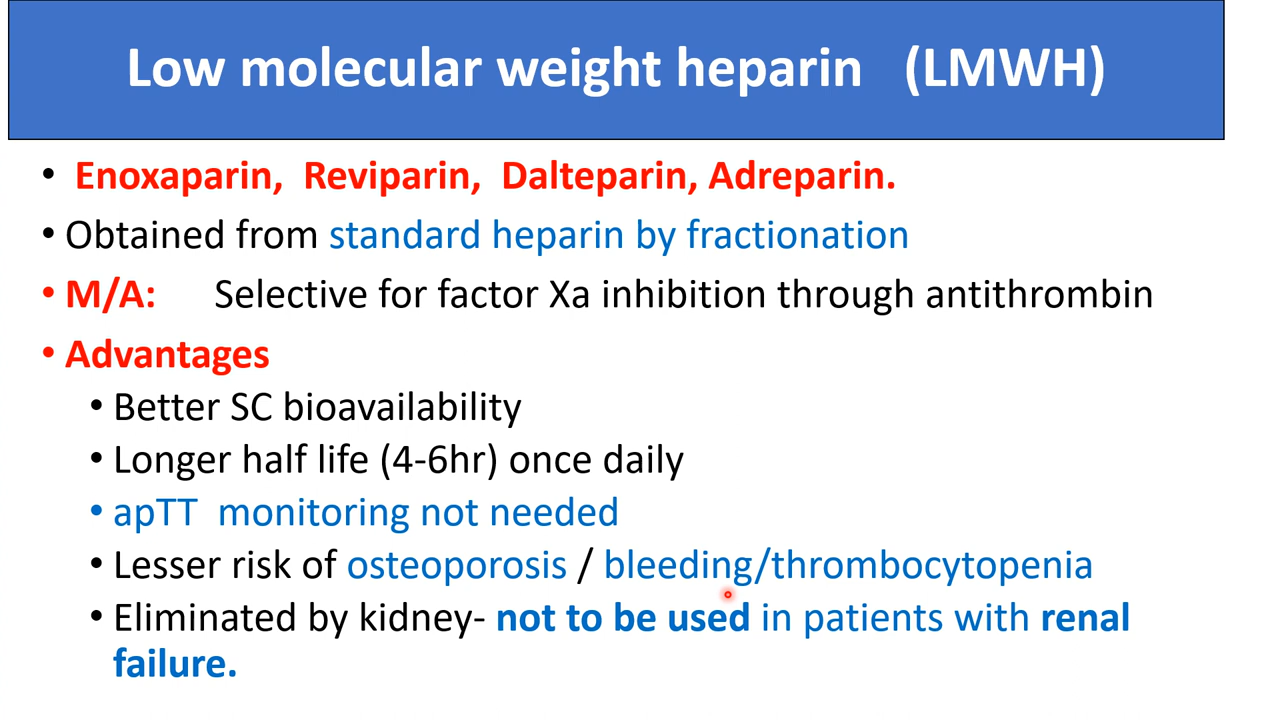 Low molecular weight heparin (LMWH)
• Enoxaparin, Reviparin, Dalteparin, Adreparin.
• Obtained from standard heparin by fractionation
• M/A: Selective for factor Xa inhibition through antithrombin
• Advantages
• Better SC bioavailability
• Longer half life (4-6hr) once daily
• apTT monitoring not needed
• Lesser risk of osteoporosis / bleeding/thrombocytopenia
• Eliminated by kidney- not to be used in patients with renal
failure.